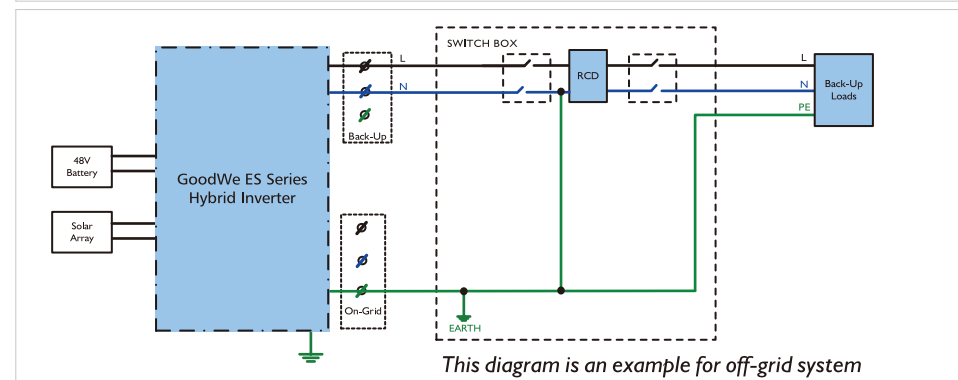 SWITCH BOX
L
N
Back-Up
RCD
L
N
PE
Back-Up
Loads
48V
Battery
GoodWe ES Series
Hybrid Inverter
Solar
Array
On-Grid
EARTH
This diagram is an example for off-grid system